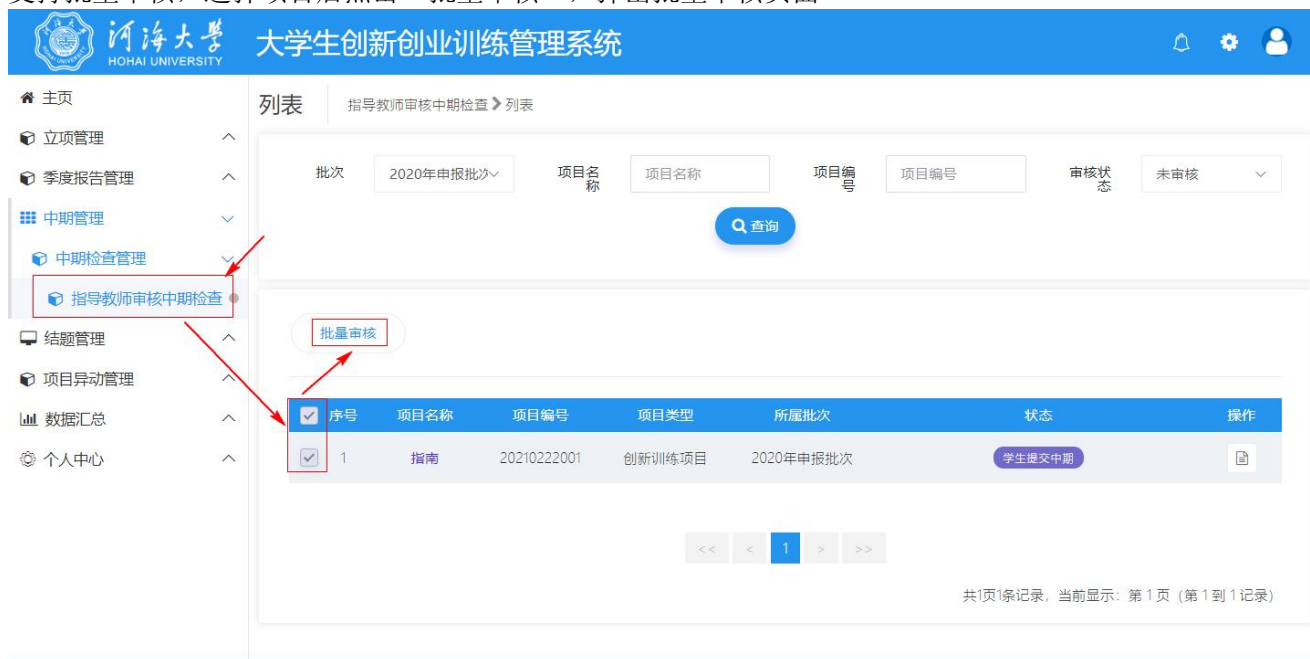 河海大学
HOHAI UNIVERSITY
大学生创新创业训练管理系统
主页
列表 指导教师审核中期检查 列表
立项管理
季度报告管理
中期管理
中期检查管理
指导教师审核中期检查
结题管理
项目异动管理
数据汇总
个人中心
批次 2020年申报批次 项目名称 项目名称 项目编号 项目编号 审核状态 未审核
查询
批量审核
序号 项目名称 项目编号 项目类型 所属批次 状态 操作
1 指南 20210222001 创新训练项目 2020年申报批次 学生提交中期
<< < 1 > >>
共1页1条记录, 当前显示: 第1页 (第1到1记录)